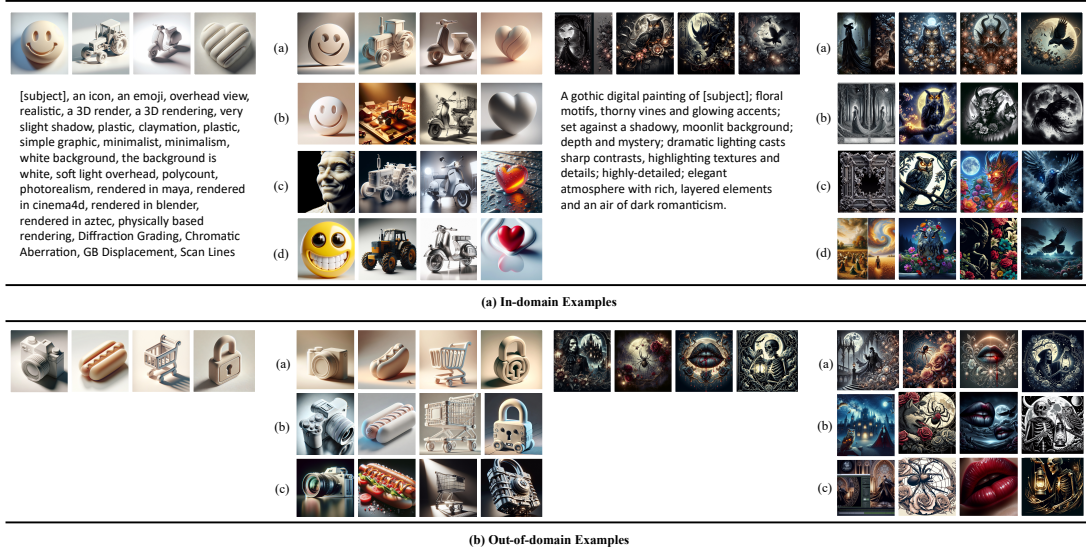 [subject], an icon, an emoji, overhead view,
realistic, a 3D render, a 3D rendering, very
slight shadow, plastic, claymation, plastic,
simple graphic, minimalist, minimalism,
white background, the background is
white, soft light overhead, polycount,
photorealism, rendered in maya, rendered
in cinema4d, rendered in blender,
rendered in aztec, physically based
rendering, Diffraction Grading, Chromatic
Aberration, GB Displacement, Scan Lines
(a)
(b)
(c)
(d)
A gothic digital painting of [subject]; floral
motifs, thorny vines and glowing accents;
set against a shadowy, moonlit background;
depth and mystery; dramatic lighting casts
sharp contrasts, highlighting textures and
details; highly-detailed; elegant
atmosphere with rich, layered elements
and an air of dark romanticism.
(a)
(b)
(c)
(d)
(a) In-domain Examples
(a)
(b)
(c)
(a)
(b)
(c)
(b) Out-of-domain Examples